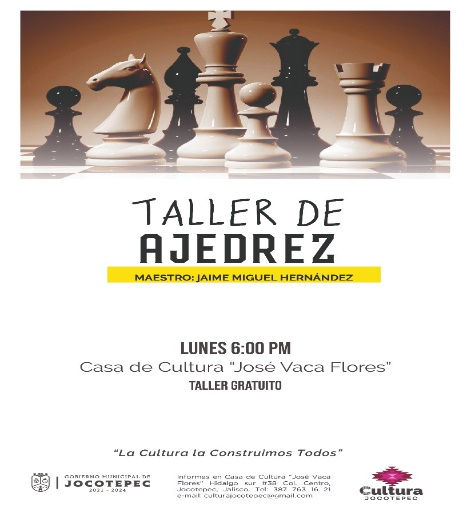 TALLER DE
AJEDREZ
MAESTRO: JAIME MIGUEL HERNÁNDEZ
LUNES 6:00 PM
Casa de Cultura "José Vaca Flores"
TALLER GRATUITO
"La Cultura la Construimos Todos"
GOBIERNO MUNICIPAL DE
JOCOTEPEC
2021 - 2024
Informes en Casa de Cultura "José Vaca
Flores" Hidalgo sur #38 Col. Centro,
Jocotepec, Jalisco. Tel: 387 763 16 21
e-mail: culturajocotepec@gmail.com
Cultura
JOCOTEPEC